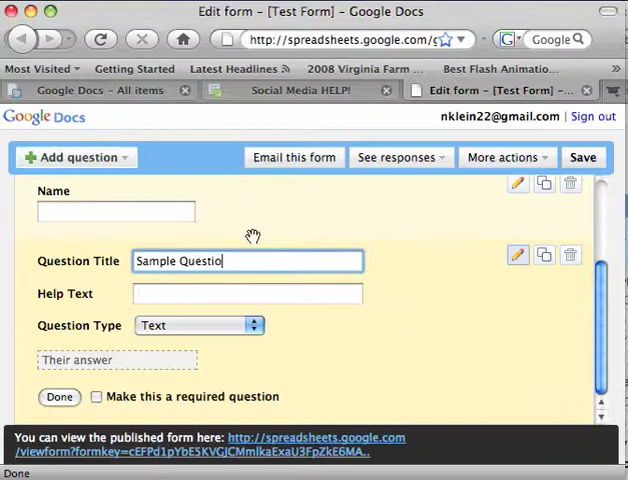 Edit form - [Test Form] - Google Docs
http://spreadsheets.google.com/g
Google
Most Visited Getting Started Latest Headlines 2008 Virginia Farm ... Best Flash Animatio...
Google Docs - All items Social Media HELP! Edit form - [Test Form] - ...
Google Docs nklein22@gmail.com | Sign out
Add question Email this form See responses More actions Save
Name
Question Title Sample Questio
Help Text
Question Type Text
Their answer
Done Make this a required question
You can view the published form here: http://spreadsheets.google.com
/viewform?formkey=cEFPd1pYbE5KVGJCMmlkaExaU3FpZkE6MA..
Done